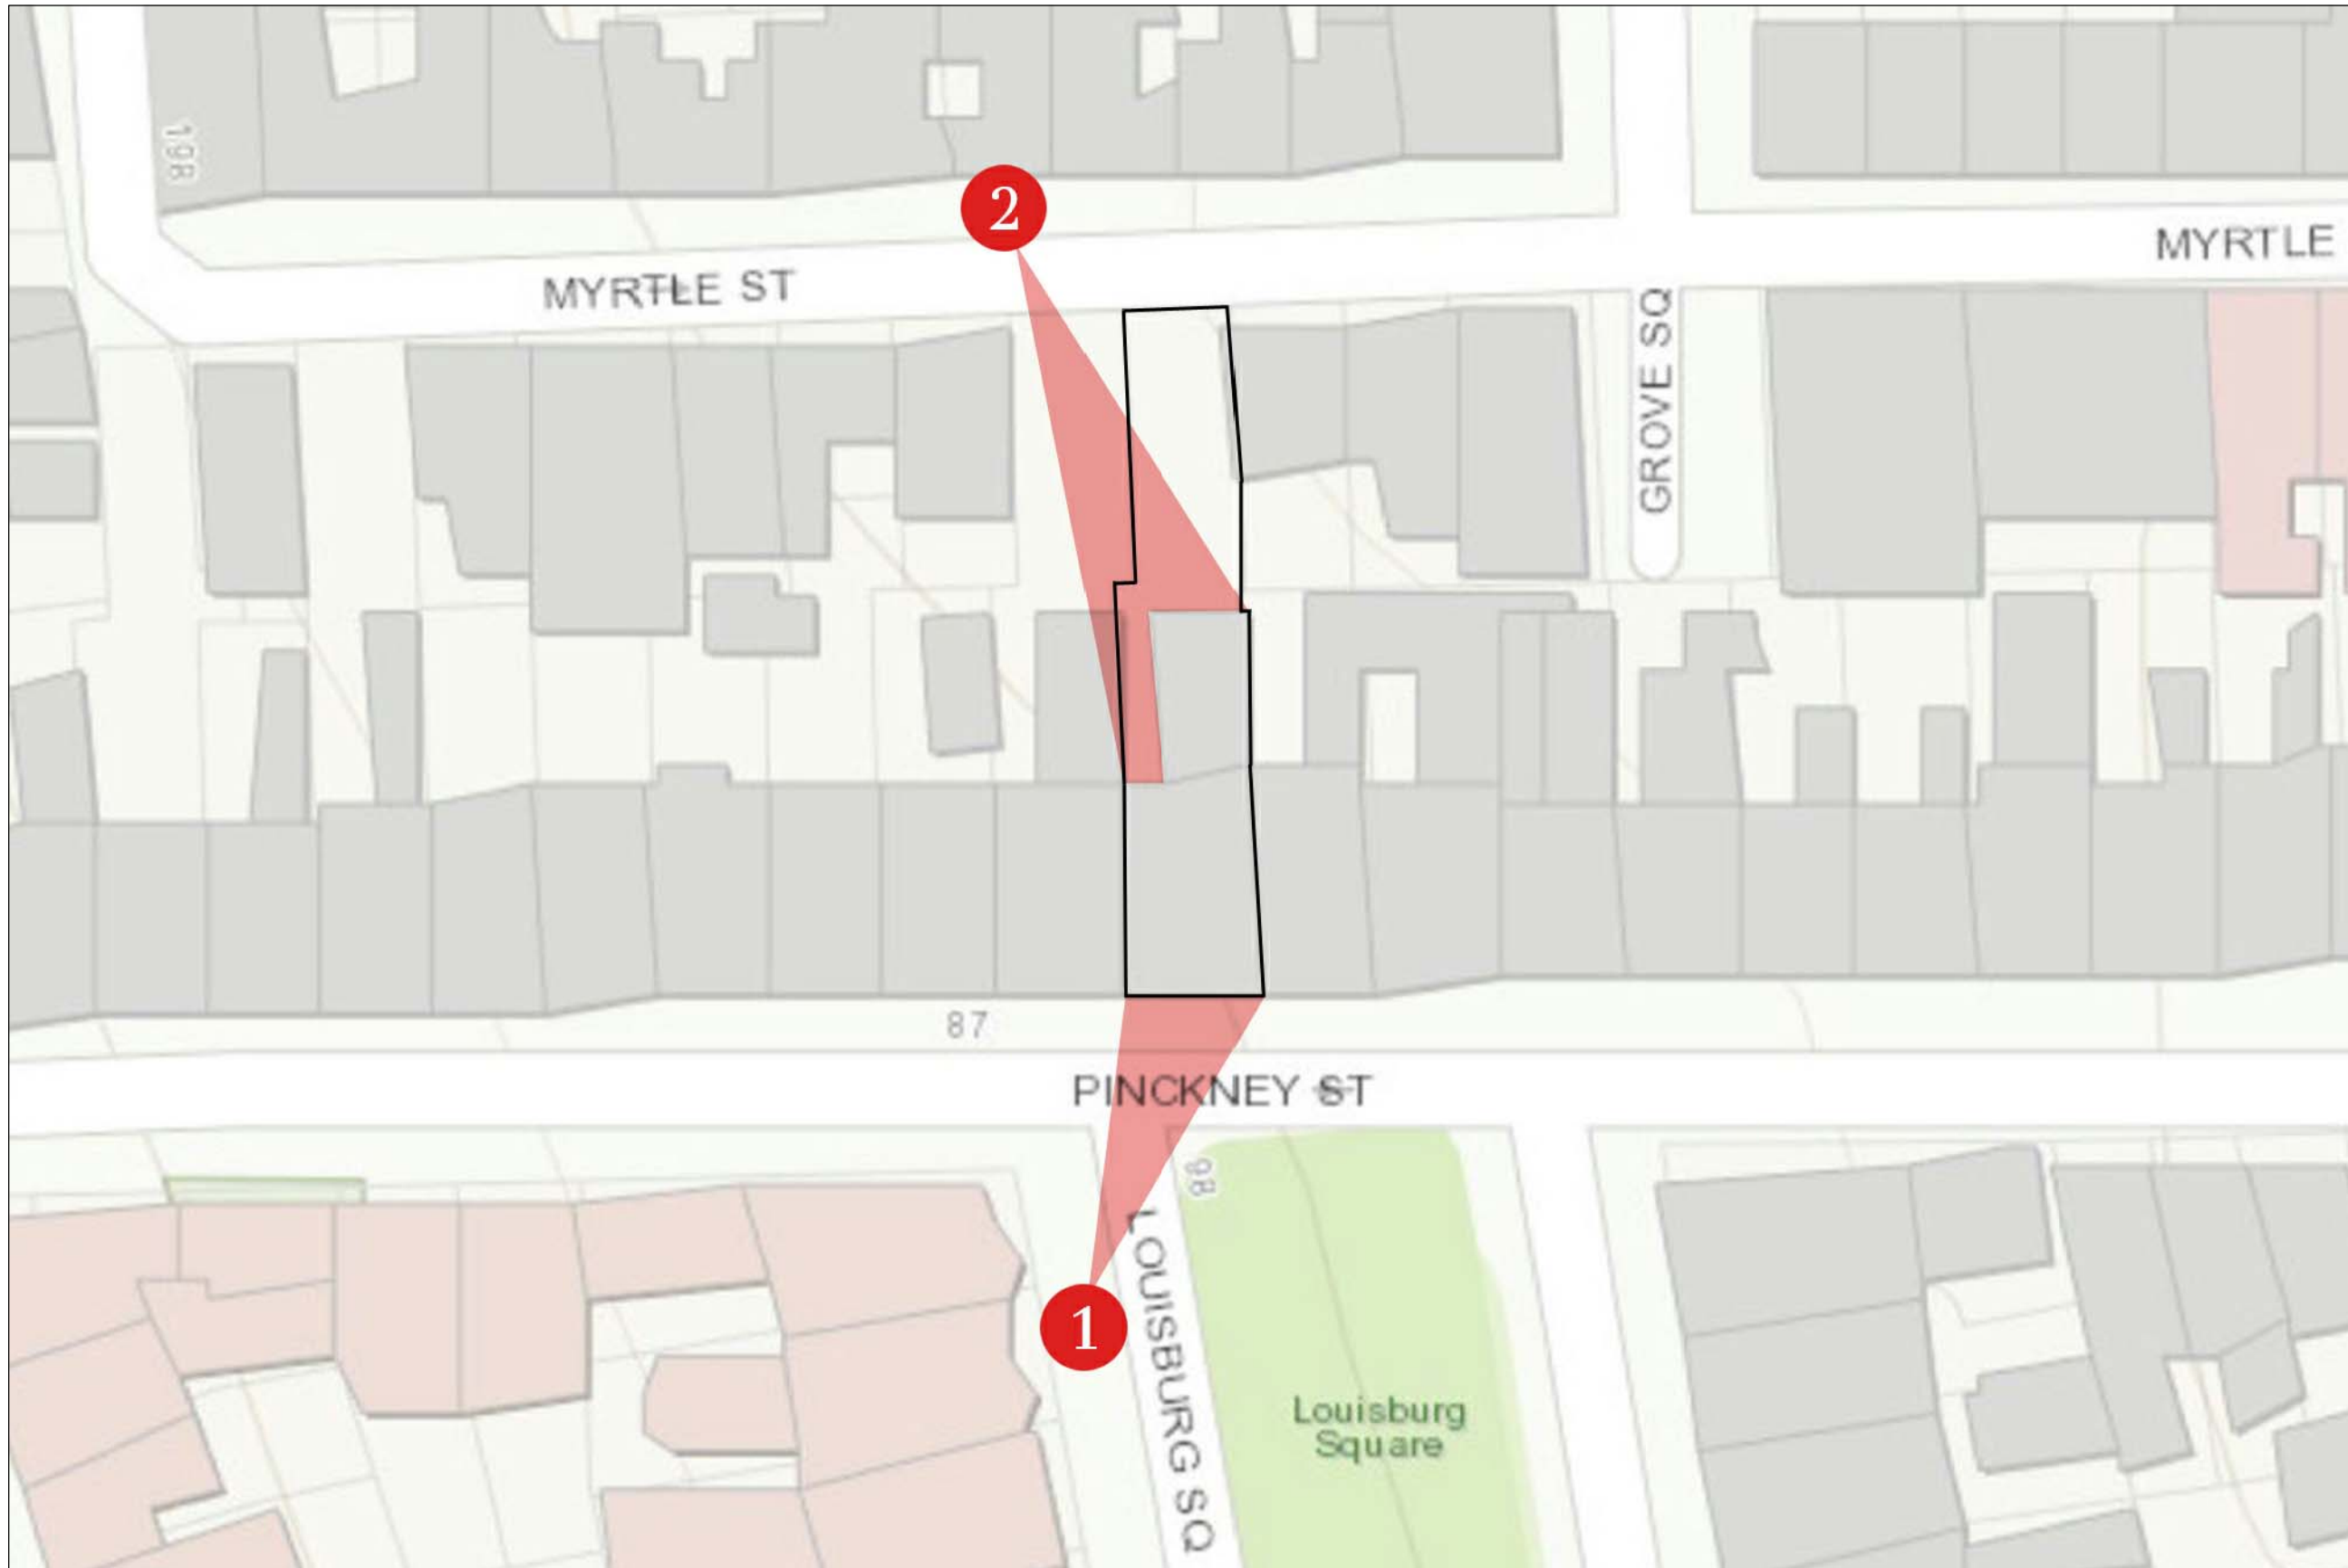 198
2
MYRTLE
MYRTLE ST
GROVE SQ
87
PINCKNEY ST
98
LOUISBURG SQ
1
Louisburg
Square